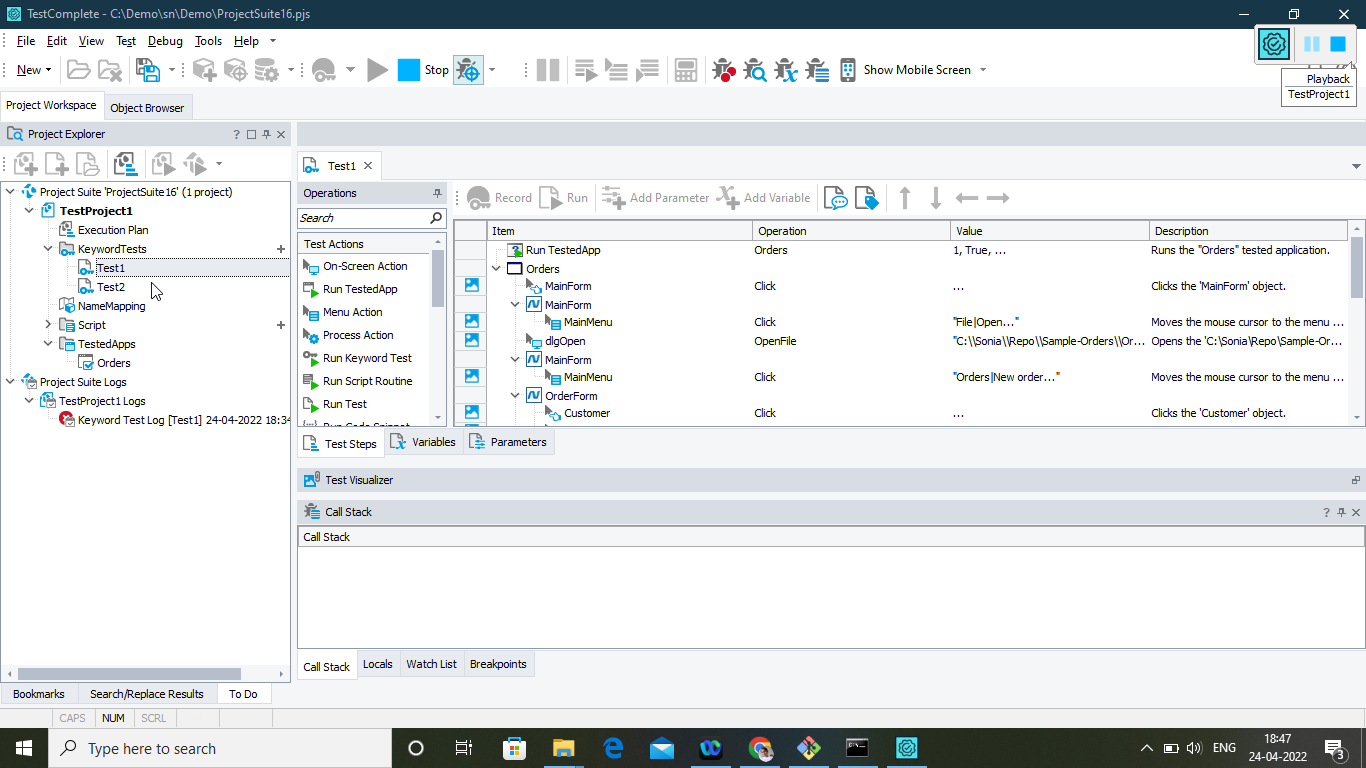 TestComplete - C:\Demo\sn\Demo\ProjectSuite16.pjs
File Edit View Test Debug Tools Help
New Stop Show Mobile Screen
Playback
TestProject1
Project Workspace Object Browser
Project Explorer ?
Project Suite 'ProjectSuite16' (1 project)
TestProject1
Execution Plan
KeywordTests
Test1
Test2
NameMapping
Script
TestedApps
Orders
Project Suite Logs
TestProject1 Logs
Keyword Test Log [Test1] 24-04-2022 18:34
Test1
Operations
Search
Test Actions
On-Screen Action
Run TestedApp
Menu Action
Process Action
Run Keyword Test
Run Script Routine
Run Test
Run Code Snippet
Record Run Add Parameter Add Variable
Item Operation Value Description
Run TestedApp Orders 1, True, ... Runs the "Orders" tested application.
Orders
MainForm Click ... Clicks the 'MainForm' object.
MainForm
MainMenu Click "File|Open..." Moves the mouse cursor to the menu ...
dlgOpen OpenFile "C:\\Sonia\\Repo\\Sample-Orders\\Or... Opens the 'C:\Sonia\Repo\Sample-Or...
MainForm
MainMenu Click "Orders|New order..." Moves the mouse cursor to the menu ...
OrderForm
Customer Click ... Clicks the 'Customer' object.
Test Steps Variables Parameters
Test Visualizer
Call Stack ?
Call Stack
Call Stack Locals Watch List Breakpoints
Bookmarks Search/Replace Results To Do
CAPS NUM SCRL
Type here to search
ENG
18:47
24-04-2022
3